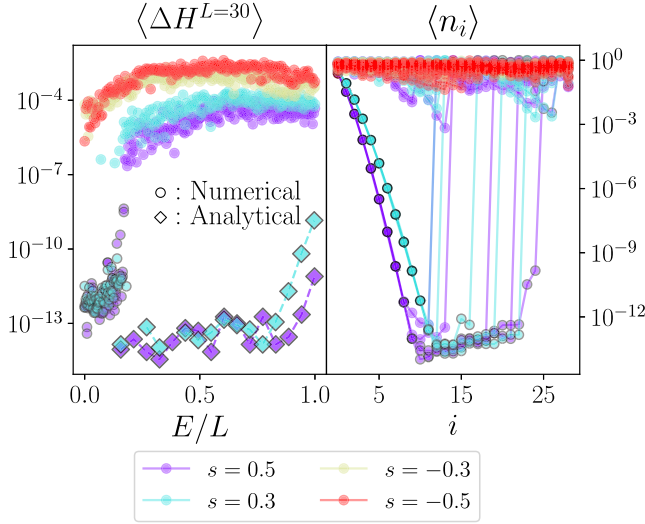 ⟨ΔH^{L=30}⟩
⟨n_i⟩
10^{−4}
10^{−7}
10^{−10}
10^{−13}
: Numerical
: Analytical
10^0
10^{−3}
10^{−6}
10^{−9}
10^{−12}
0.0 0.5 1.0
5 15 25
E/L
i
s = 0.5
s = −0.3
s = 0.3
s = −0.5